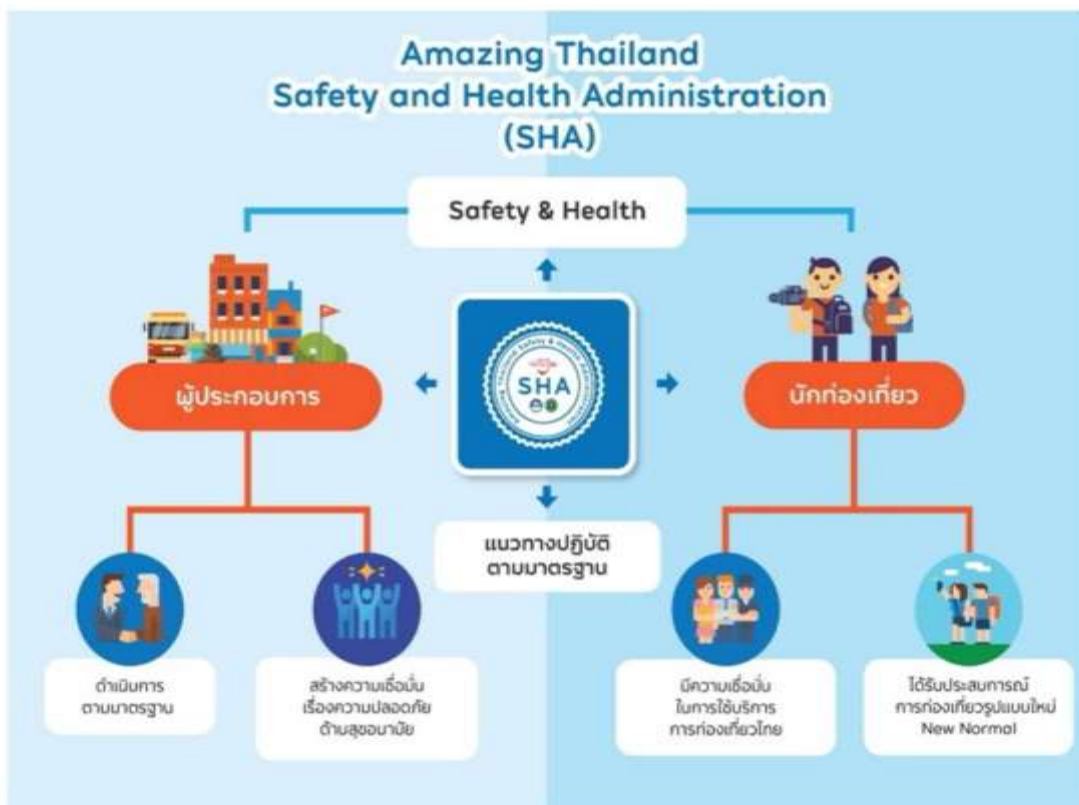 Amazing Thailand
Safety and Health Administration
(SHA)
Safety & Health
ผู้ประกอบการ
SHA
นักท่องเที่ยว
แนวทางปฏิบัติ
ตามมาตรฐาน
ดำเนินการ
ตามมาตรฐาน
สร้างความเชื่อมั่น
เรื่องความปลอดภัย
ด้านสุขอนามัย
มีความเชื่อมั่น
ในการใช้บริการ
การท่องเที่ยวไทย
ได้รับประสบการณ์
การท่องเที่ยวรูปแบบใหม่
New Normal